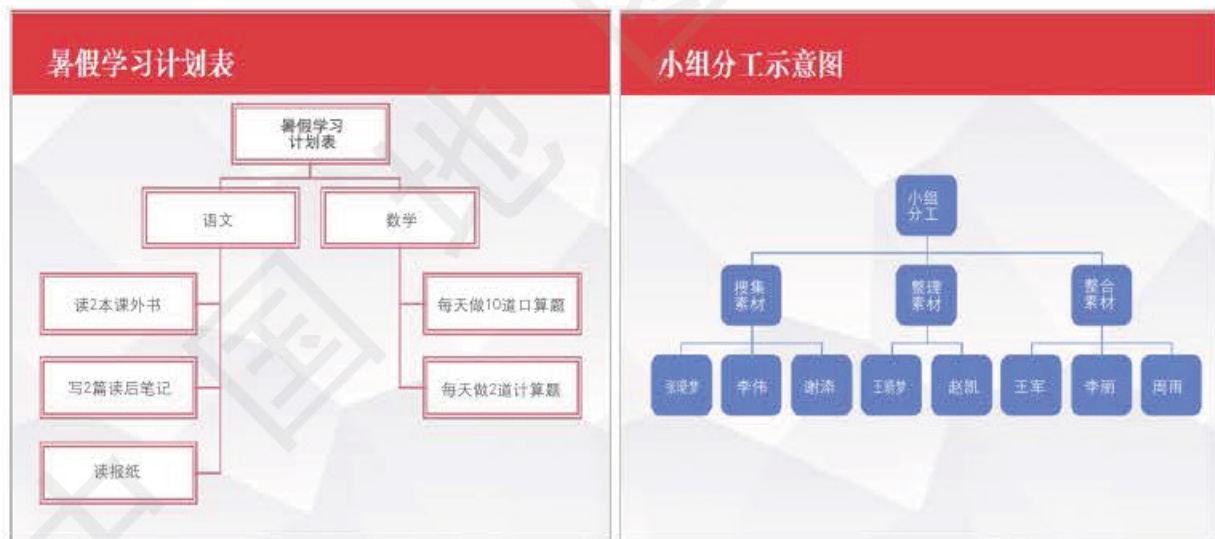 暑假学习计划表
暑假学习
计划表
语文
数学
读2本课外书
每天做10道口算题
写2篇读后笔记
每天做2道计算题
读报纸
小组分工示意图
小组
分工
搜集
素材
整理
素材
整合
素材
李伟
谢添
王晓梦
赵凯
王军
李丽
周雨